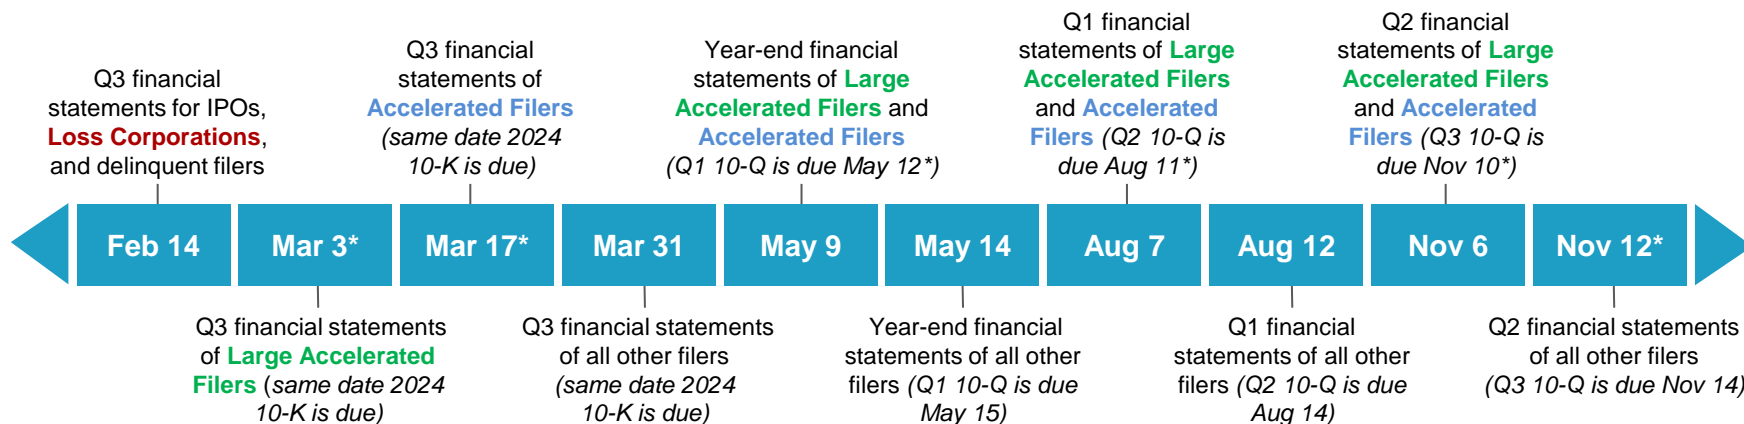 Q3 financial
statements for IPOs,
Loss Corporations,
and delinquent filers
Q3 financial
statements of
Accelerated Filers
(same date 2024
10-K is due)
Year-end financial
statements of Large
Accelerated Filers and
Accelerated Filers
(Q1 10-Q is due May 12*)
Q1 financial
statements of Large
Accelerated Filers
and Accelerated
Filers (Q2 10-Q is
due Aug 11*)
Q2 financial
statements of Large
Accelerated Filers
and Accelerated
Filers (Q3 10-Q is
due Nov 10*)
Feb 14
Mar 3*
Mar 17*
Mar 31
May 9
May 14
Aug 7
Aug 12
Nov 6
Nov 12*
Q3 financial statements
of Large Accelerated
Filers (same date 2024
10-K is due)
Q3 financial statements
of all other filers
(same date 2024
10-K is due)
Year-end financial
statements of all other
filers (Q1 10-Q is due
May 15)
Q1 financial
statements of all other
filers (Q2 10-Q is due
Aug 14)
Q2 financial statements
of all other filers
(Q3 10-Q is due Nov 14)